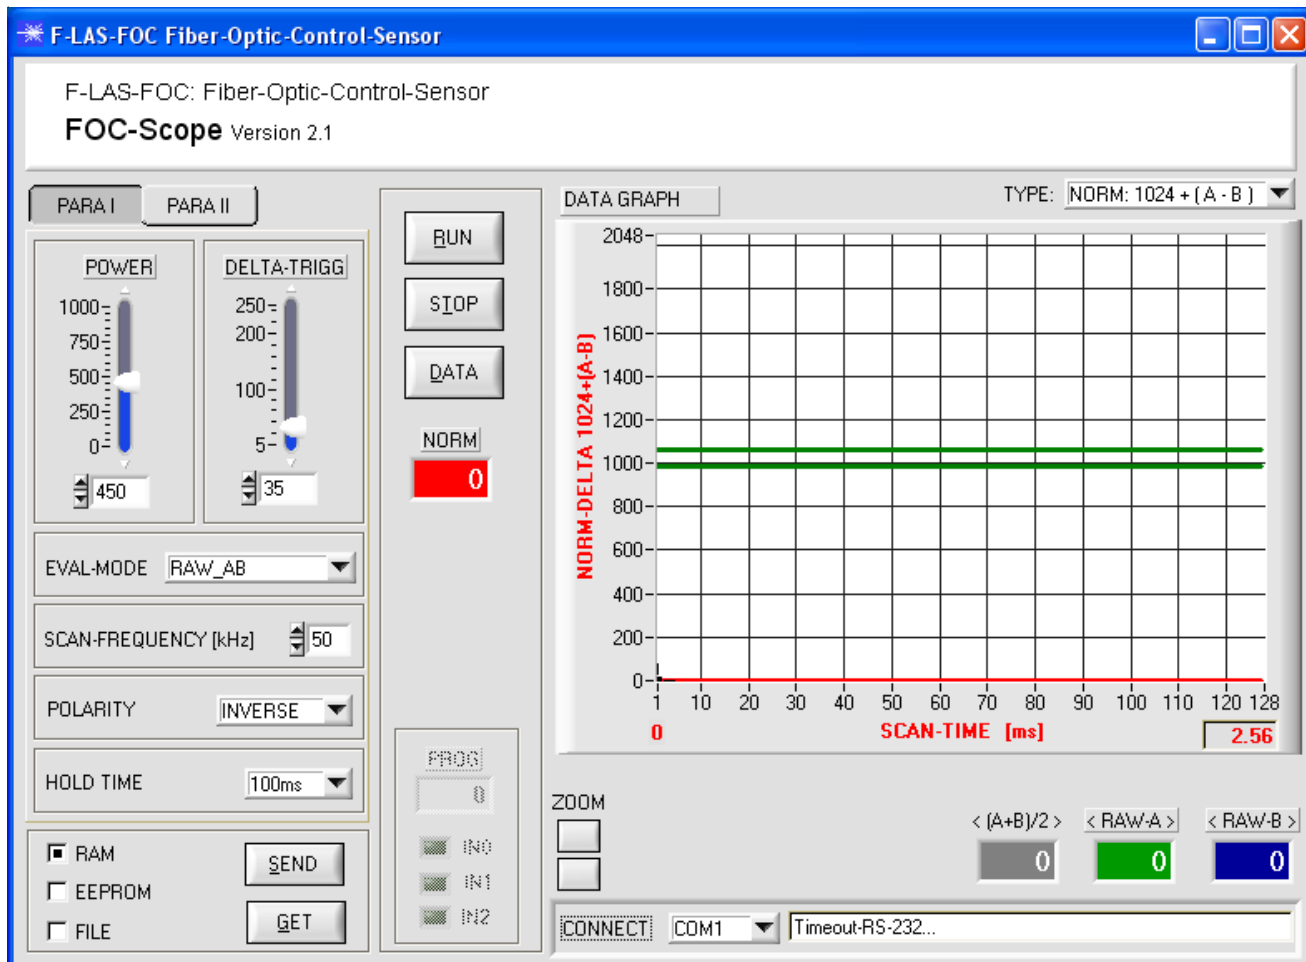 F-LAS-FOC Fiber-Optic-Control-Sensor
F-LAS-FOC: Fiber-Optic-Control-Sensor
FOC-Scope Version 2.1
PARA I PARA II
POWER
1000
750
500
250
0
450
DELTA-TRIGG
250
200
100
5
35
EVAL-MODE RAW_AB
SCAN-FREQUENCY [kHz] 50
POLARITY INVERSE
HOLD TIME 100ms
RAM
EEPROM
FILE
SEND
GET
RUN
STOP
DATA
NORM
0
PROG
0
IN0
IN1
IN2
DATA GRAPH
TYPE: NORM: 1024 + ( A - B )
NORM-DELTA 1024+(A-B)
2048
1800
1600
1400
1200
1000
800
600
400
200
0
1 10 20 30 40 50 60 70 80 90 100 110 120 128
0 SCAN-TIME [ms] 2.56
ZOOM
< (A+B)/2 > < RAW-A > < RAW-B >
0 0 0
CONNECT COM1 Timeout-RS-232...